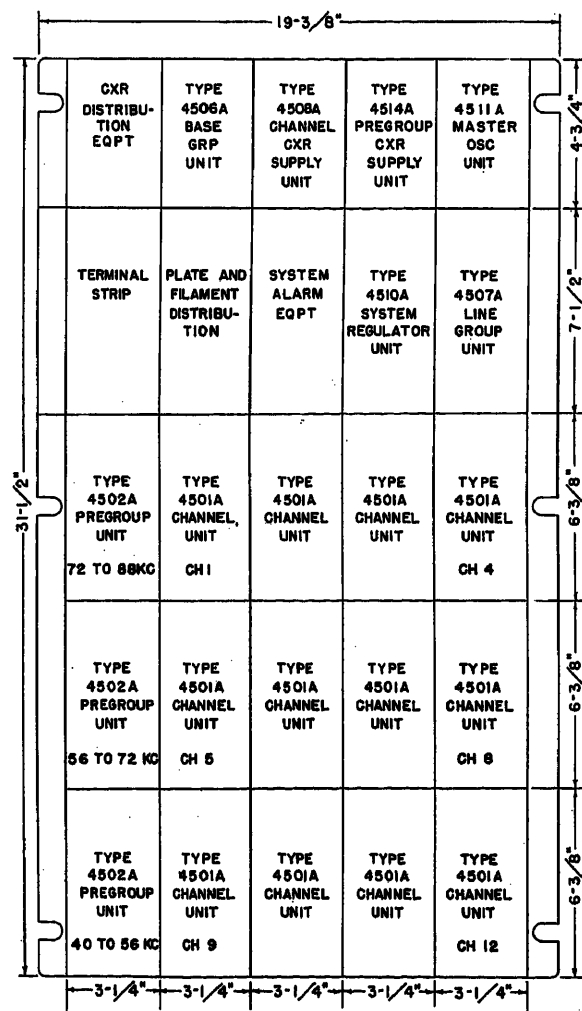 19-3/8"
CXR
DISTRIBU-
TION
EQPT
TYPE
4506A
BASE
GRP
UNIT
TYPE
4508A
CHANNEL
CXR
SUPPLY
UNIT
TYPE
4514A
PREGROUP
CXR
SUPPLY
UNIT
TYPE
4511A
MASTER
OSC
UNIT
4-3/4"
TERMINAL
STRIP
PLATE AND
FILAMENT
DISTRIBU-
TION
SYSTEM
ALARM
EQPT
TYPE
4510A
SYSTEM
REGULATOR
UNIT
TYPE
4507A
LINE
GROUP
UNIT
7-1/2"
31-1/2"
TYPE
4502A
PREGROUP
UNIT
72 TO 88KC
TYPE
4501A
CHANNEL
UNIT
CH 1
TYPE
4501A
CHANNEL
UNIT
TYPE
4501A
CHANNEL
UNIT
TYPE
4501A
CHANNEL
UNIT
CH 4
6-3/8"
TYPE
4502A
PREGROUP
UNIT
56 TO 72 KC
TYPE
4501A
CHANNEL
UNIT
CH 5
TYPE
4501A
CHANNEL
UNIT
TYPE
4501A
CHANNEL
UNIT
TYPE
4501A
CHANNEL
UNIT
CH 8
6-3/8"
TYPE
4502A
PREGROUP
UNIT
40 TO 56 KC
TYPE
4501A
CHANNEL
UNIT
CH 9
TYPE
4501A
CHANNEL
UNIT
TYPE
4501A
CHANNEL
UNIT
TYPE
4501A
CHANNEL
UNIT
CH 12
6-3/8"
3-1/4" 3-1/4" 3-1/4" 3-1/4" 3-1/4"